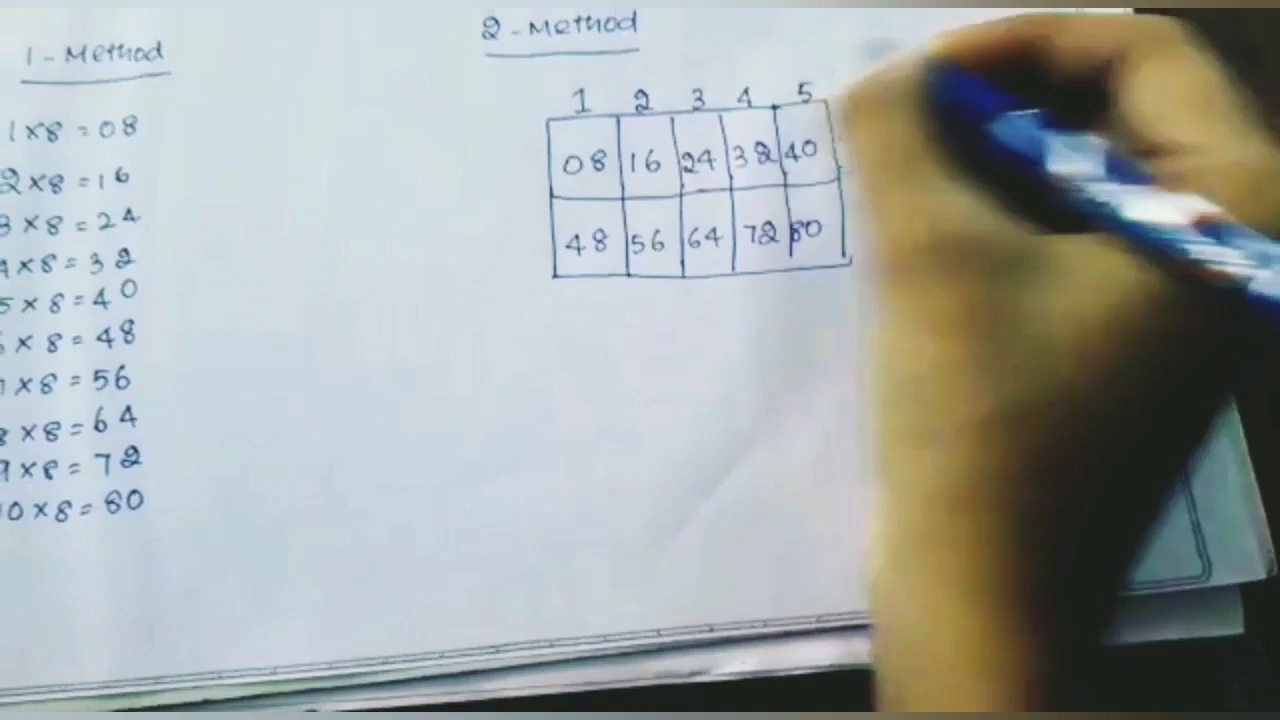 1 - Method
1 x 8 = 08
2 x 8 = 16
3 x 8 = 24
4 x 8 = 32
5 x 8 = 40
6 x 8 = 48
7 x 8 = 56
8 x 8 = 64
9 x 8 = 72
10 x 8 = 80
2 - Method
1 2 3 4 5
08 16 24 32 40
48 56 64 72 80